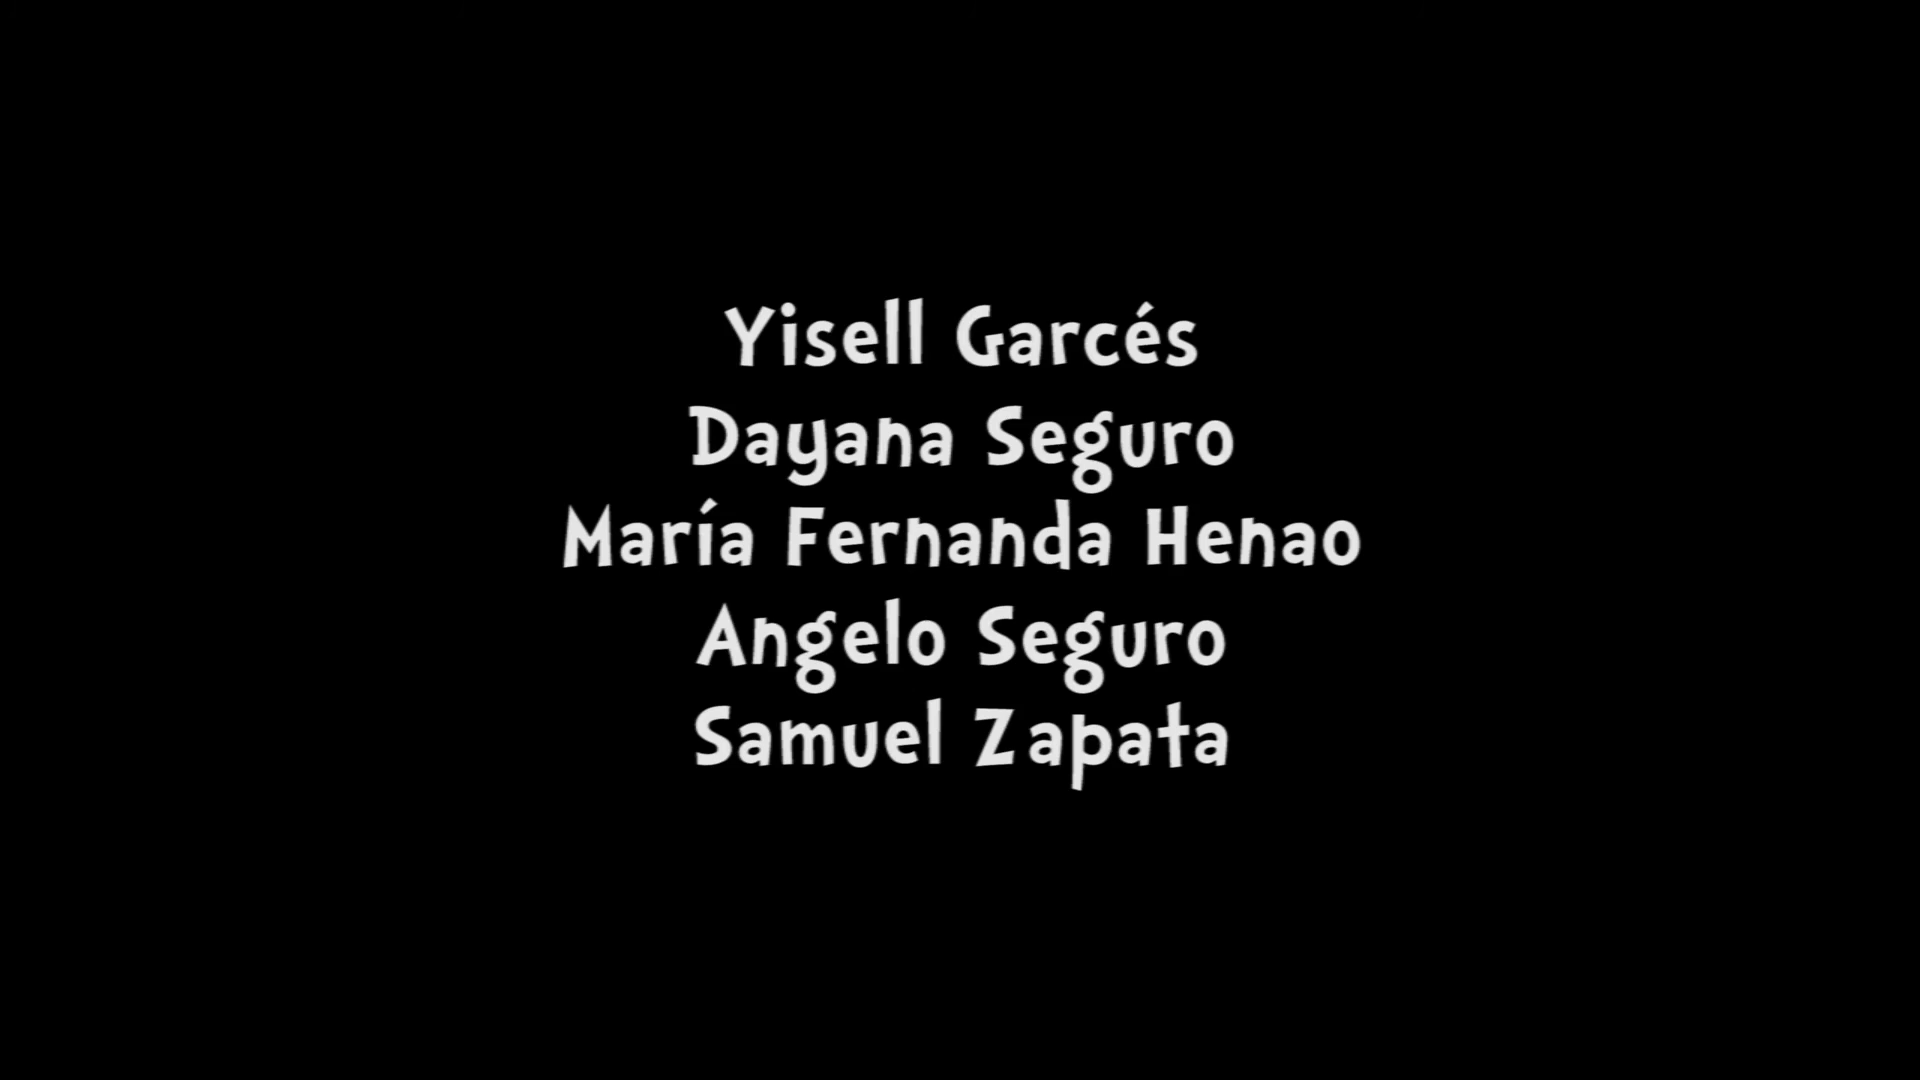 Yisell Garcés
Dayana Seguro
María Fernanda Henao
Angelo Seguro
Samuel Zapata